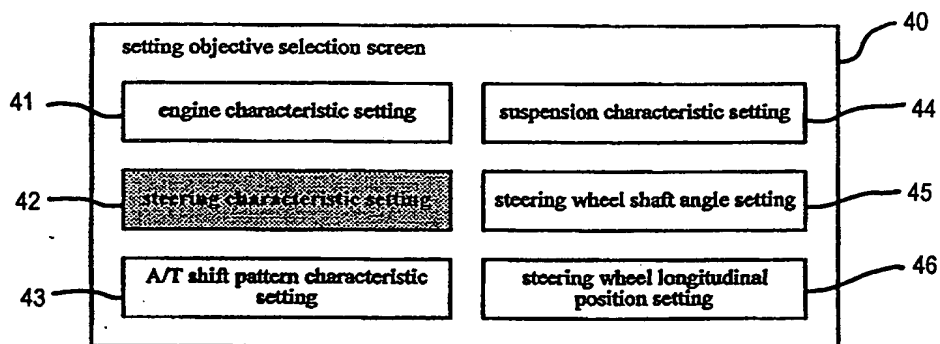 setting objective selection screen
40
41
engine characteristic setting
suspension characteristic setting
44
42
steering characteristic setting
steering wheel shaft angle setting
45
43
A/T shift pattern characteristic
setting
steering wheel longitudinal
position setting
46